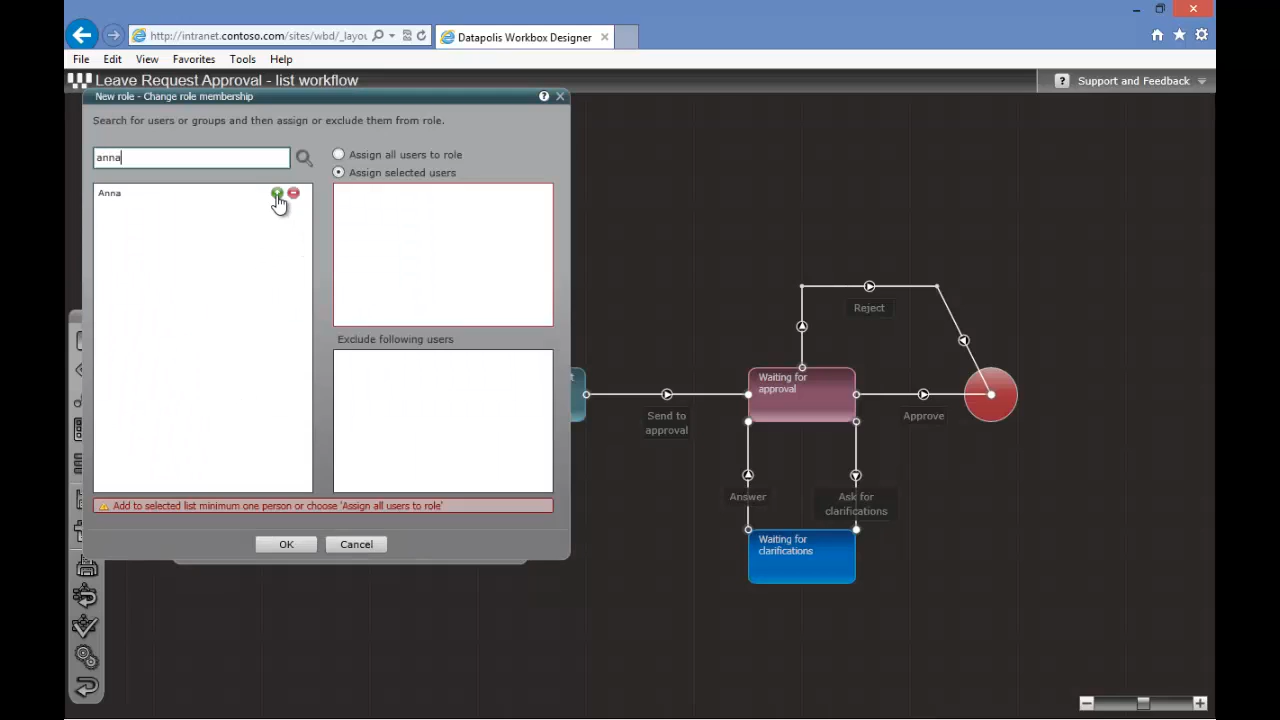 http://intranet.contoso.com/sites/wbd/_layou
Datapolis Workbox Designer
File Edit View Favorites Tools Help
Leave Request Approval - list workflow
? Support and Feedback
New role - Change role membership
?
Search for users or groups and then assign or exclude them from role.
anna
Assign all users to role
Assign selected users
Anna
Exclude following users
Add to selected list minimum one person or choose 'Assign all users to role'
OK Cancel
Reject
Waiting for
approval
Send to
approval
Approve
Answer
Ask for
clarifications
Waiting for
clarifications